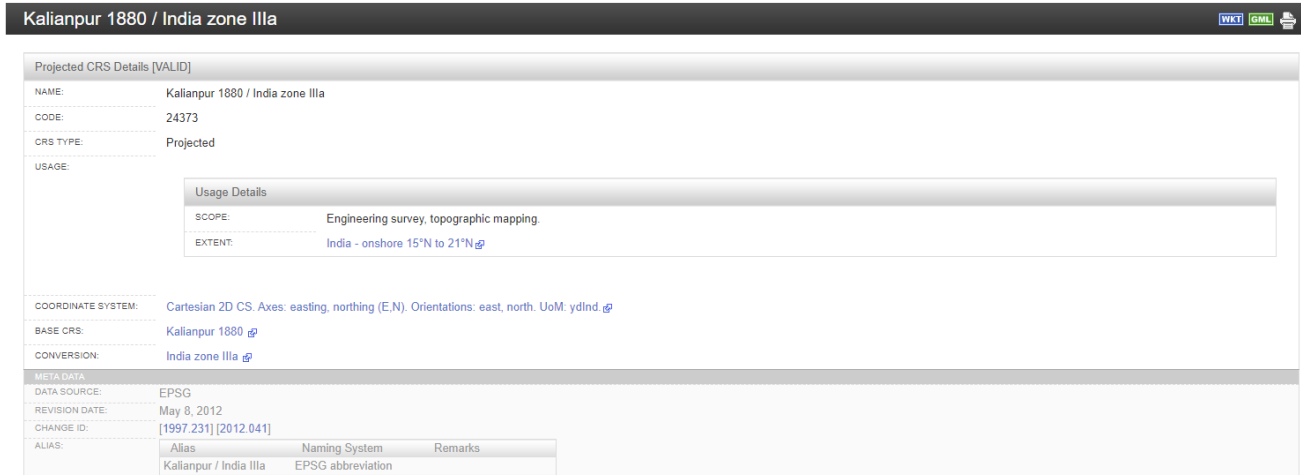 Kalianpur 1880 / India zone IIIa
WKT GML
Projected CRS Details [VALID]
NAME: Kalianpur 1880 / India zone IIIa
CODE: 24373
CRS TYPE: Projected
USAGE:
Usage Details
SCOPE: Engineering survey, topographic mapping.
EXTENT: India - onshore 15°N to 21°N
COORDINATE SYSTEM: Cartesian 2D CS. Axes: easting, northing (E,N). Orientations: east, north. UoM: ydInd.
BASE CRS: Kalianpur 1880
CONVERSION: India zone IIIa
META DATA
DATA SOURCE: EPSG
REVISION DATE: May 8, 2012
CHANGE ID: [1997.231] [2012.041]
ALIAS: Alias Naming System Remarks
Kalianpur / India IIIa EPSG abbreviation